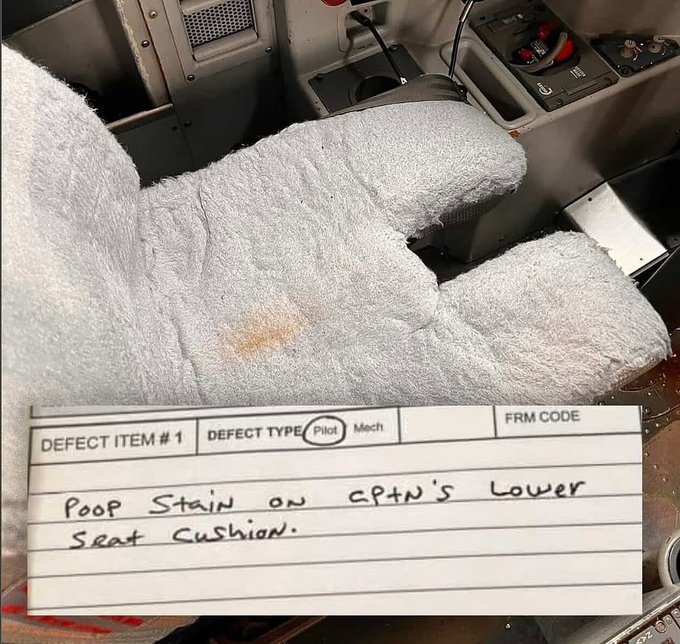 DEFECT ITEM # 1 DEFECT TYPE Pilot Mech FRM CODE
Poop Stain on CPtN's Lower
Seat Cushion.